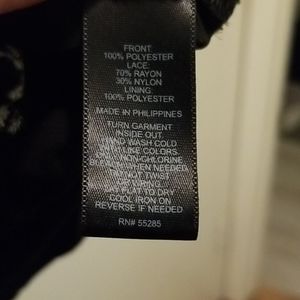 FRONT
100% POLYESTER
LACE:
70% RAYON
30% NYLON
LINING
100% POLYESTER
MADE IN PHILIPPINES
TURN GARMENT
INSIDE OUT
HAND WASH COLD
LIKE COLORS
NON-CHLORINE
WHEN NEEDED
NOT TWIST
FLAT TO DRY
COOL IRON ON
REVERSE IF NEEDED
RN# 55285